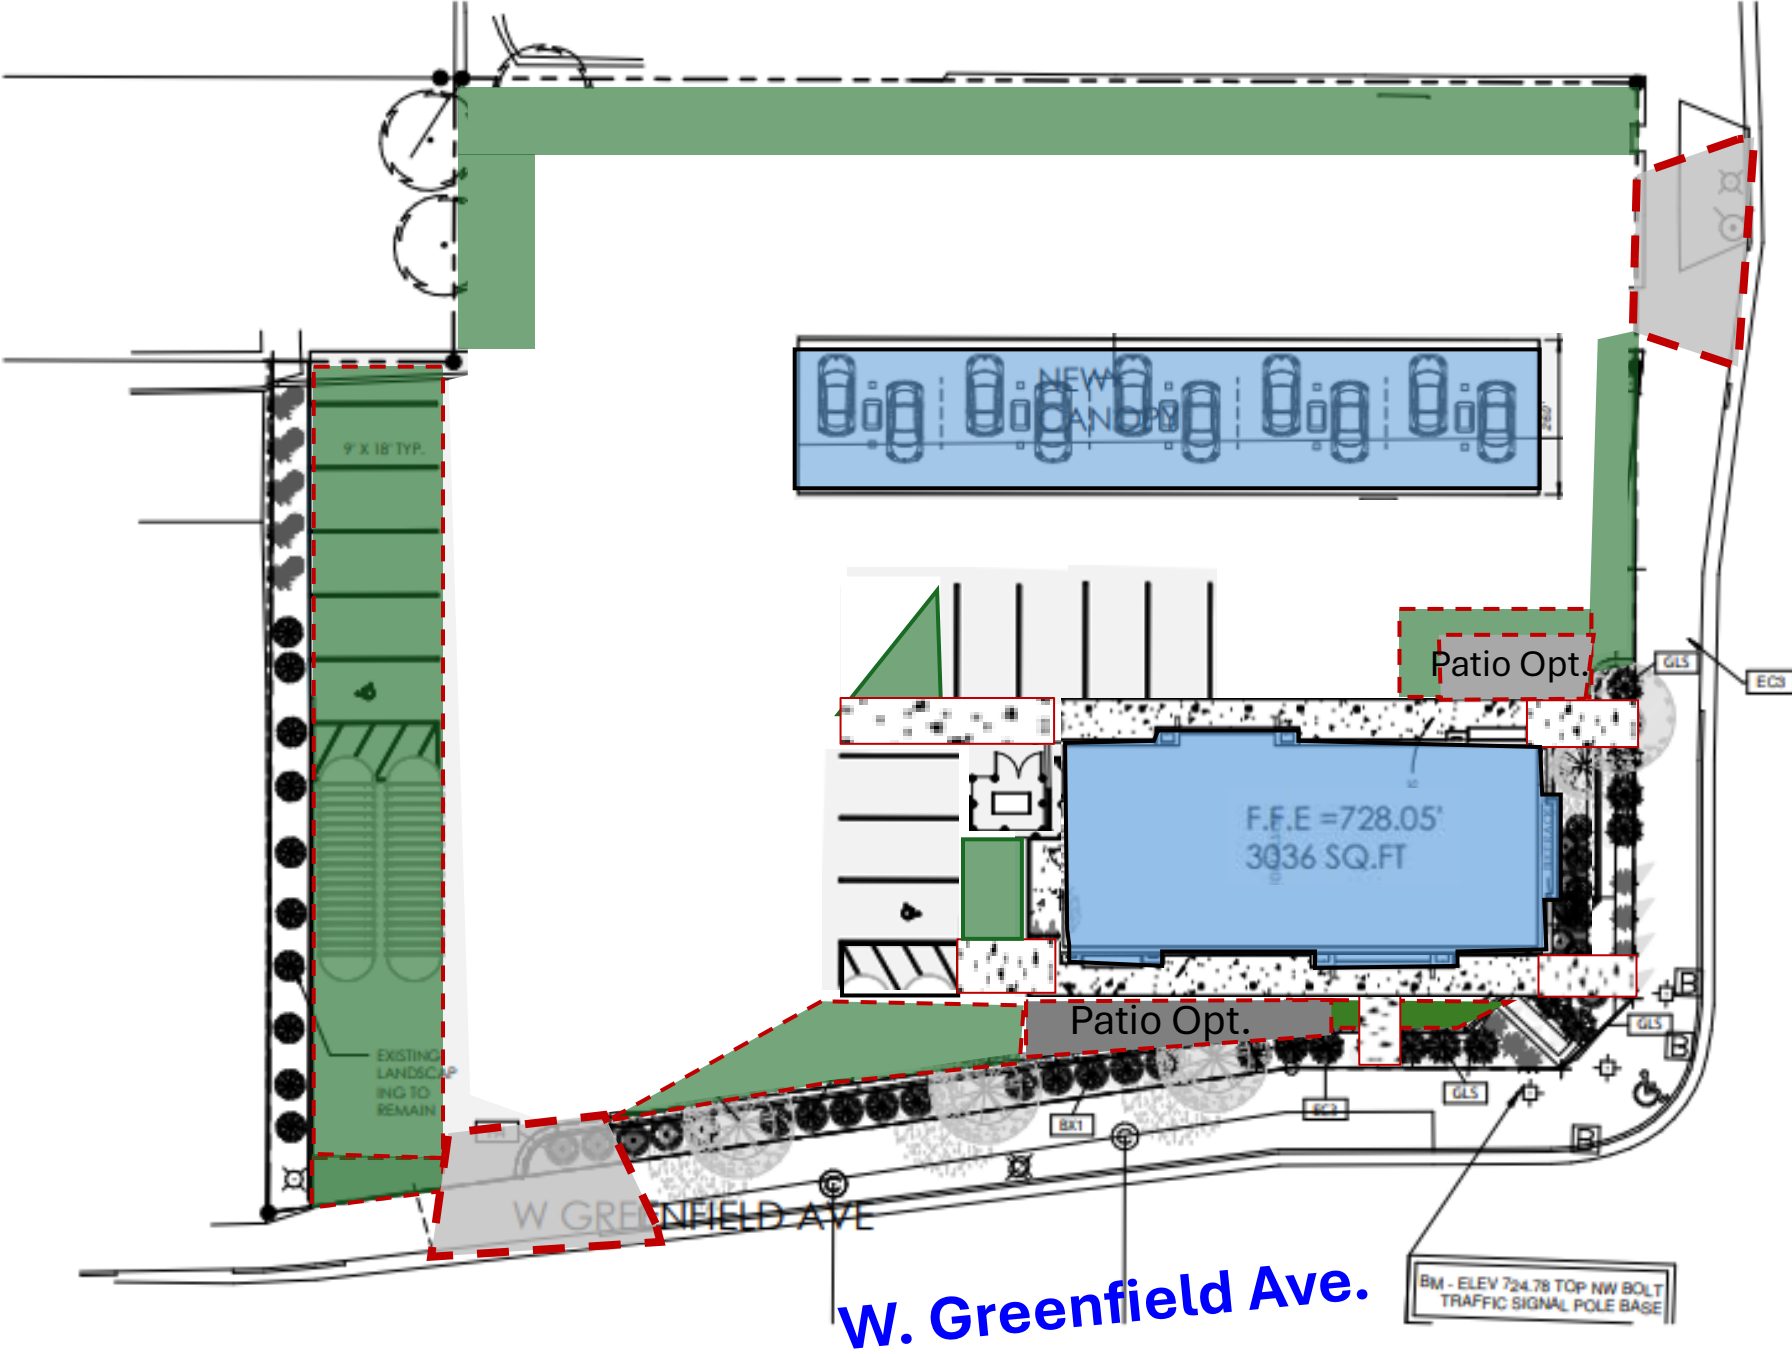 NEW
CANOPY
260'
9' X 18' TYP.
Patio Opt.
GLS
EC3
F.F.E =728.05'
3036 SQ.FT
B
GLS
Patio Opt.
B
EXISTING
LANDSCAP
ING TO
REMAIN
GLS
EC3
BX1
B
C
C
W GREENFIELD AVE
W. Greenfield Ave.
BM - ELEV 724.78 TOP NW BOLT
TRAFFIC SIGNAL POLE BASE